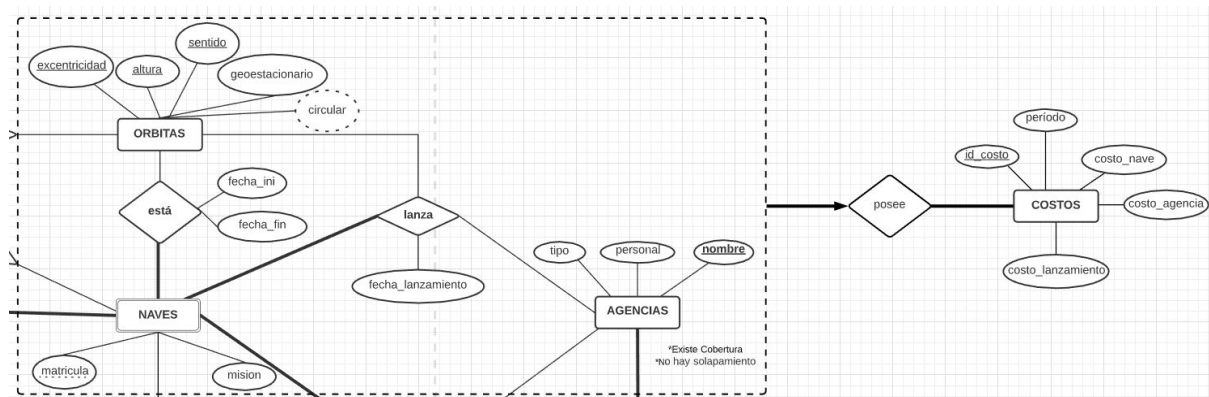 sentido
excentricidad
altura
geoestacionario
circular
ORBITAS
período
id_costo
costo_nave
COSTOS
costo_agencia
posee
costo_lanzamiento
fecha_ini
está
fecha_fin
lanza
fecha_lanzamiento
tipo
personal
nombre
AGENCIAS
*Existe Cobertura
*No hay solapamiento
NAVES
matricula
mision